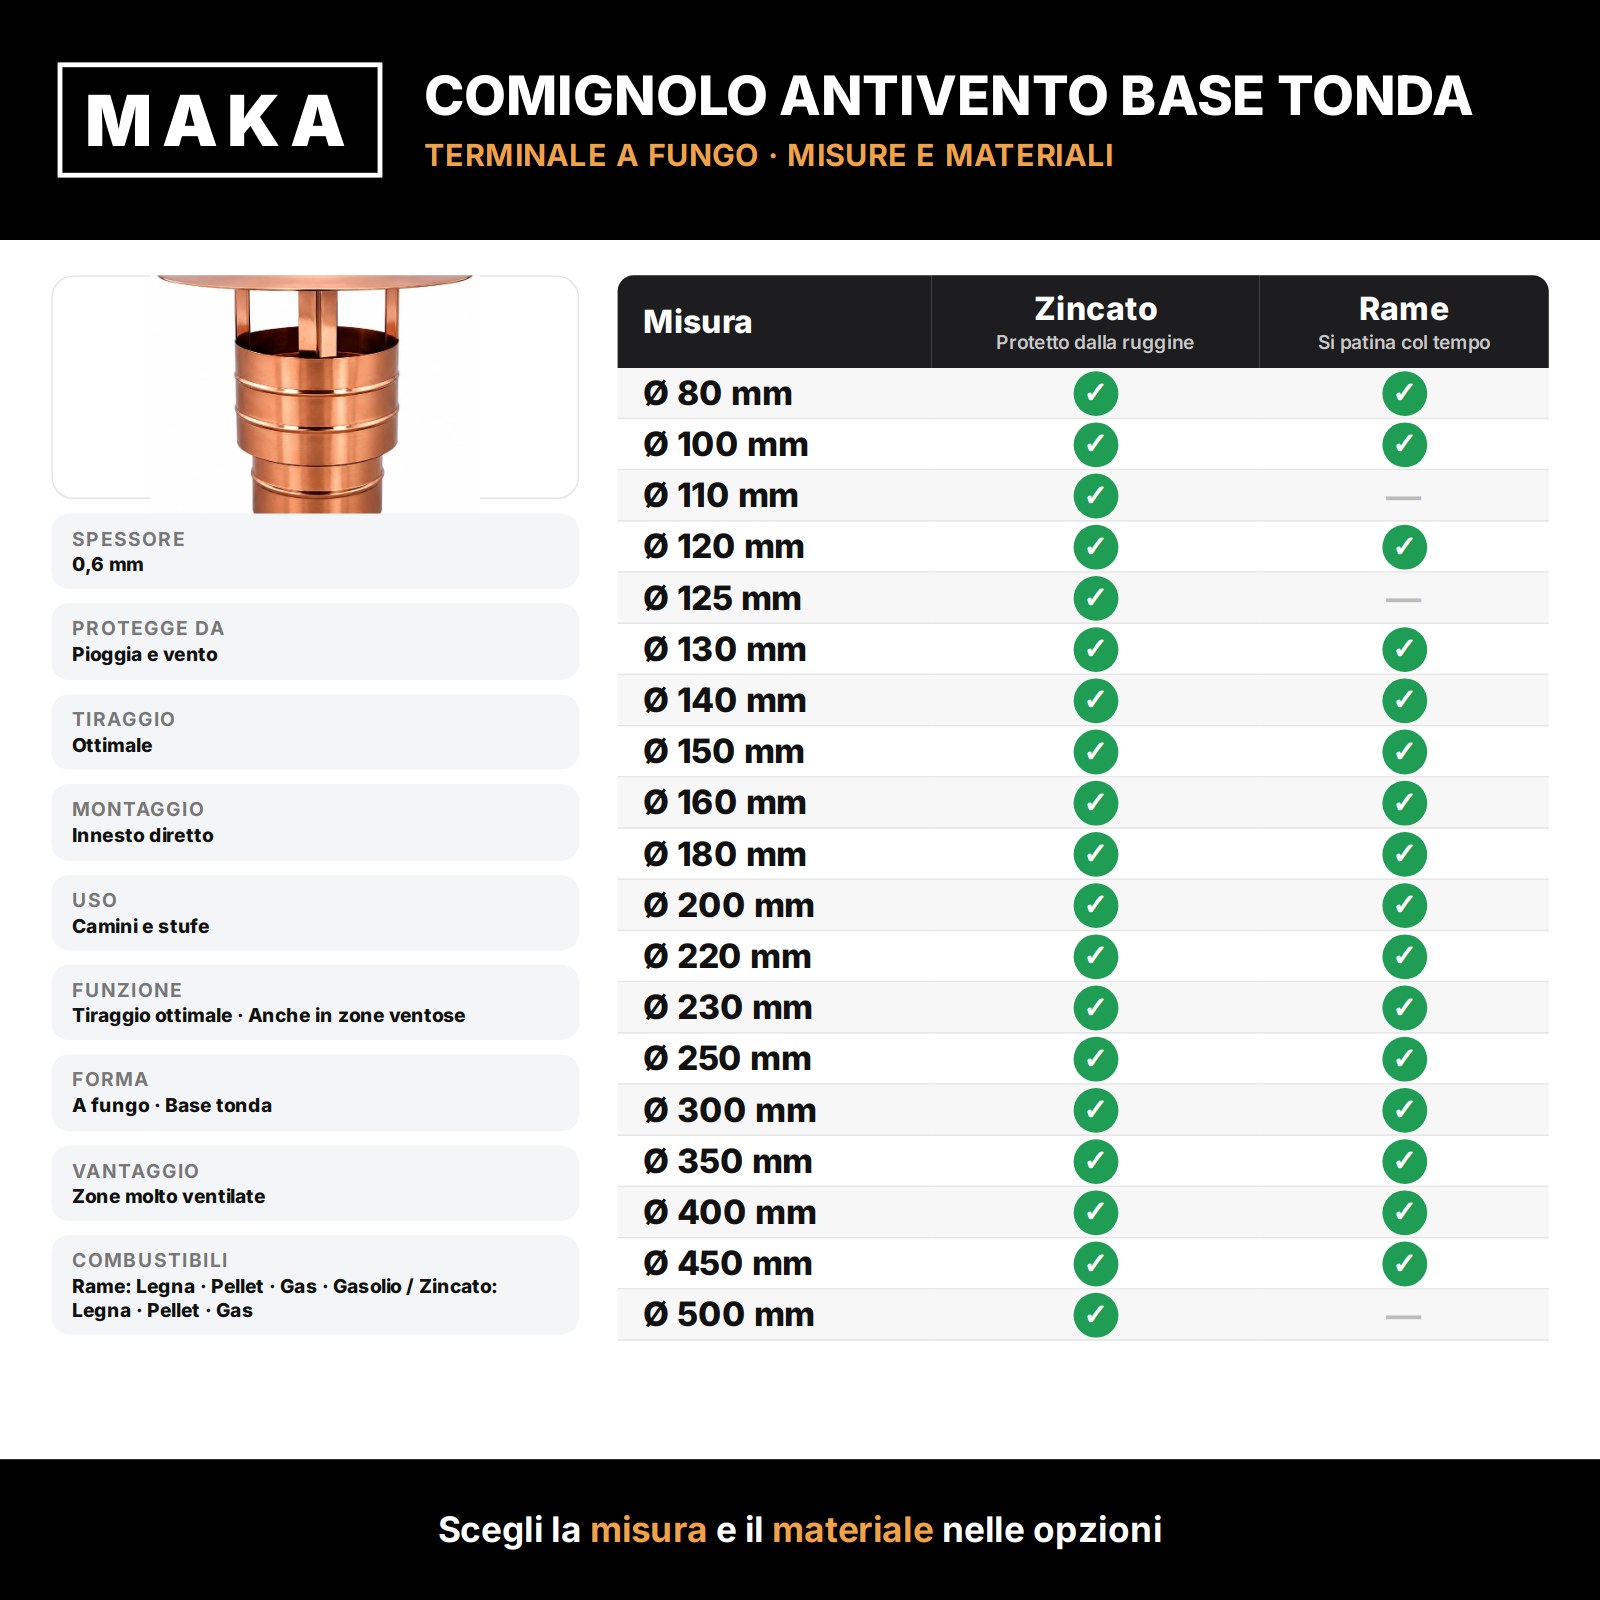 MAKA
COMIGNOLO ANTIVENTO BASE TONDA
TERMINALE A FUNGO · MISURE E MATERIALI
SPESSORE
0,6 mm
PROTEGGE DA
Pioggia e vento
TIRAGGIO
Ottimale
MONTAGGIO
Innesto diretto
USO
Camini e stufe
FUNZIONE
Tiraggio ottimale · Anche in zone ventose
FORMA
A fungo · Base tonda
VANTAGGIO
Zone molto ventilate
COMBUSTIBILI
Rame: Legna · Pellet · Gas · Gasolio / Zincato:
Legna · Pellet · Gas
Misura Zincato Rame
Protetto dalla ruggine Si patina col tempo
Ø 80 mm ✓ ✓
Ø 100 mm ✓ ✓
Ø 110 mm ✓ —
Ø 120 mm ✓ ✓
Ø 125 mm ✓ —
Ø 130 mm ✓ ✓
Ø 140 mm ✓ ✓
Ø 150 mm ✓ ✓
Ø 160 mm ✓ ✓
Ø 180 mm ✓ ✓
Ø 200 mm ✓ ✓
Ø 220 mm ✓ ✓
Ø 230 mm ✓ ✓
Ø 250 mm ✓ ✓
Ø 300 mm ✓ ✓
Ø 350 mm ✓ ✓
Ø 400 mm ✓ ✓
Ø 450 mm ✓ ✓
Ø 500 mm ✓ —
Scegli la misura e il materiale nelle opzioni